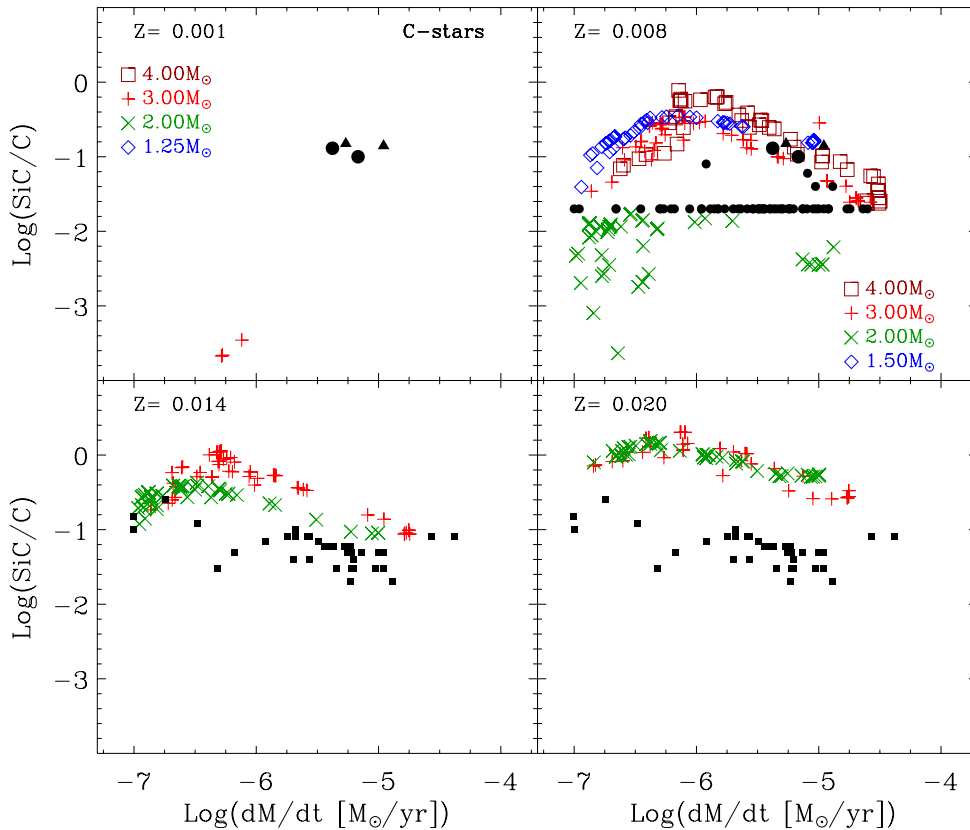 Z= 0.001
C-stars
4.00M⊙
3.00M⊙
2.00M⊙
1.25M⊙
Z= 0.008
4.00M⊙
3.00M⊙
2.00M⊙
1.50M⊙
0
−1
−2
−3
Log(SiC/C)
Z= 0.014
Z= 0.020
0
−1
−2
−3
Log(SiC/C)
−7
−6
−5
−4
−7
−6
−5
−4
Log(dM/dt [M⊙/yr)
Log(dM/dt [M⊙/yr)